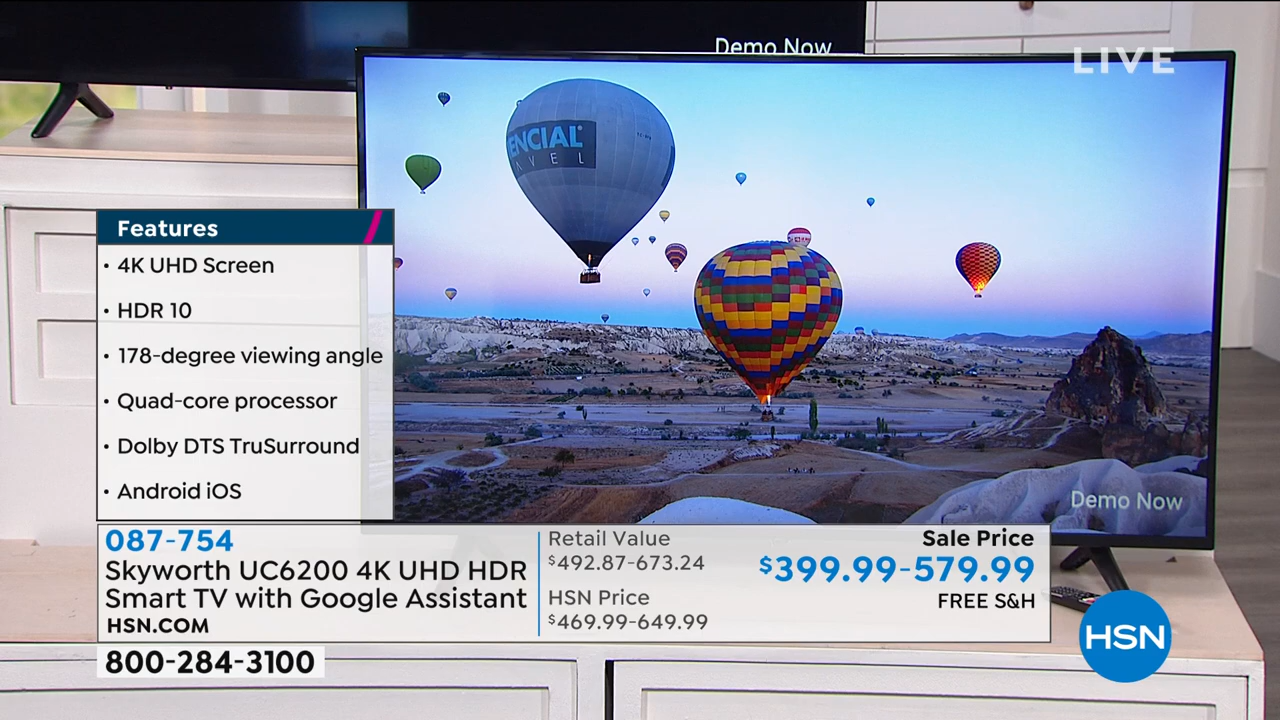 Demo Now
LIVE
ENCIAL
AVEL
Features
· 4K UHD Screen
· HDR 10
· 178-degree viewing angle
· Quad-core processor
· Dolby DTS TruSurround
· Android iOS
Demo Now
087-754
Skyworth UC6200 4K UHD HDR
Smart TV with Google Assistant
HSN.COM
Retail Value
$492.87-673.24
HSN Price
$469.99-649.99
Sale Price
$399.99-579.99
FREE S&H
HSN
800-284-3100